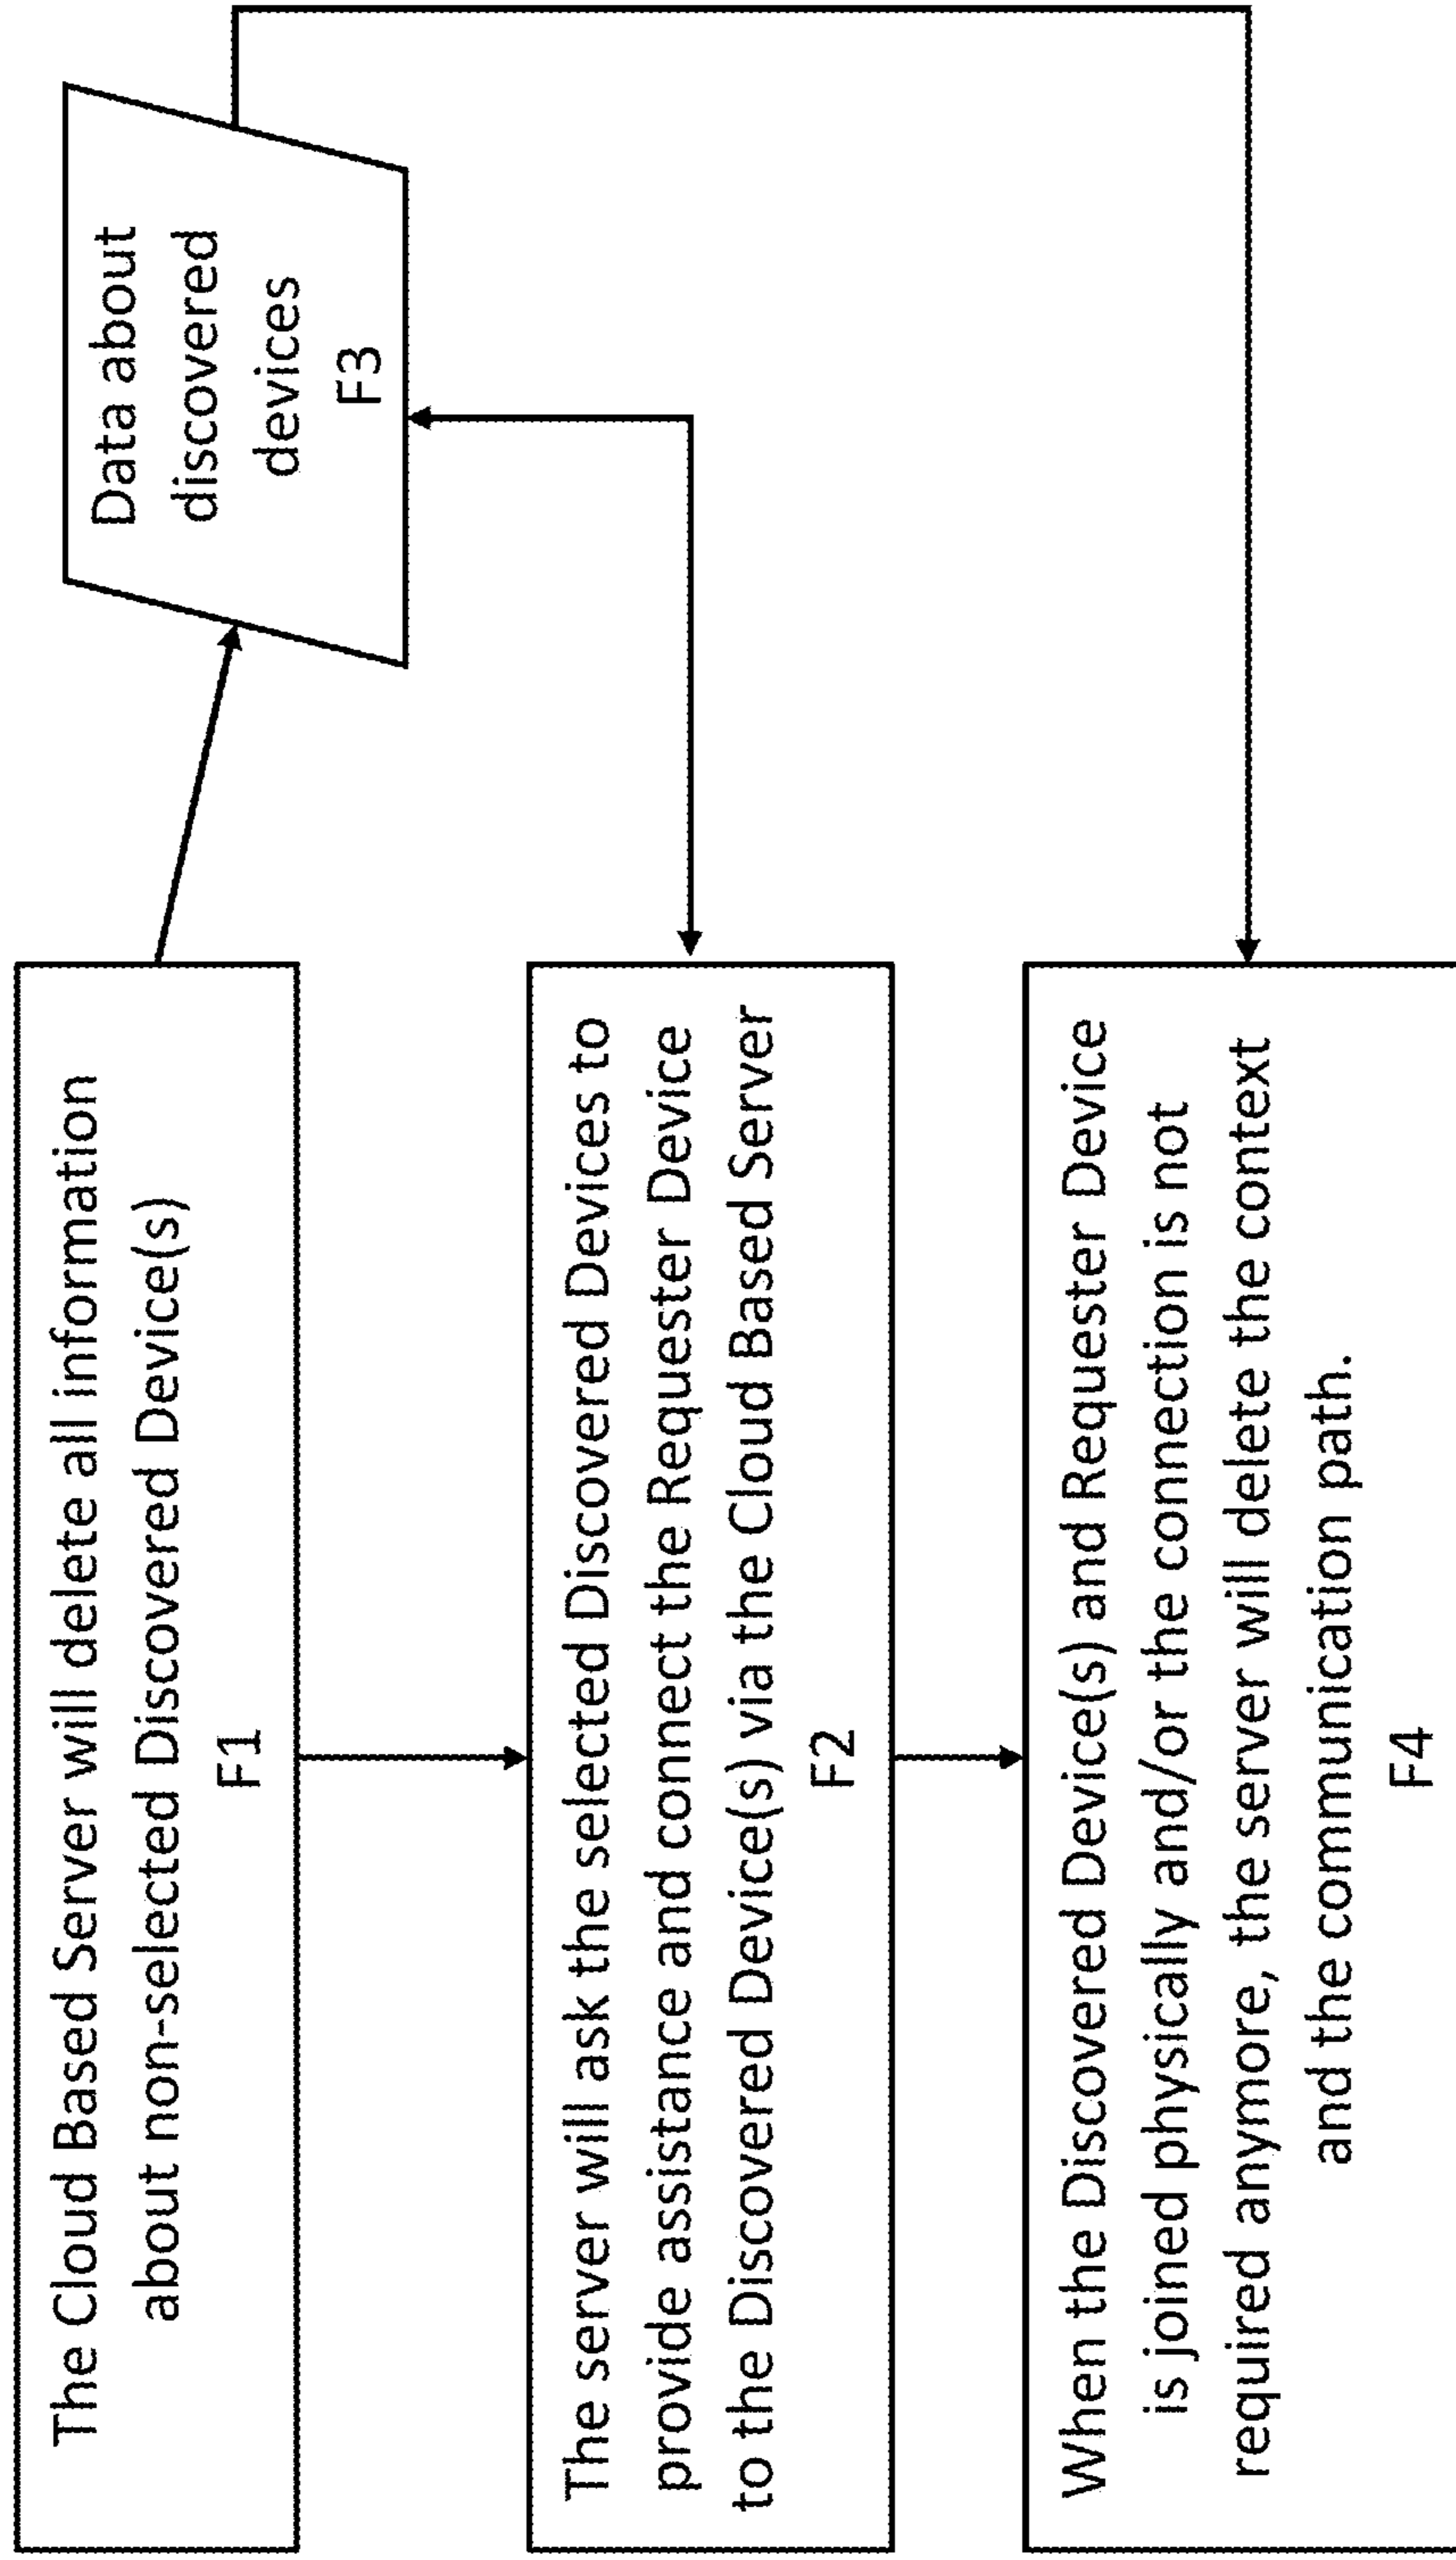 The Cloud Based Server will delete all information
about non-selected Discovered Device(s)
F1
Data about
discovered
devices
F3
The server will ask the selected Discovered Devices to
provide assistance and connect the Requester Device
to the Discovered Device(s) via the Cloud Based Server
F2
When the Discovered Device(s) and Requester Device
is joined physically and/or the connection is not
required anymore, the server will delete the context
and the communication path.
F4